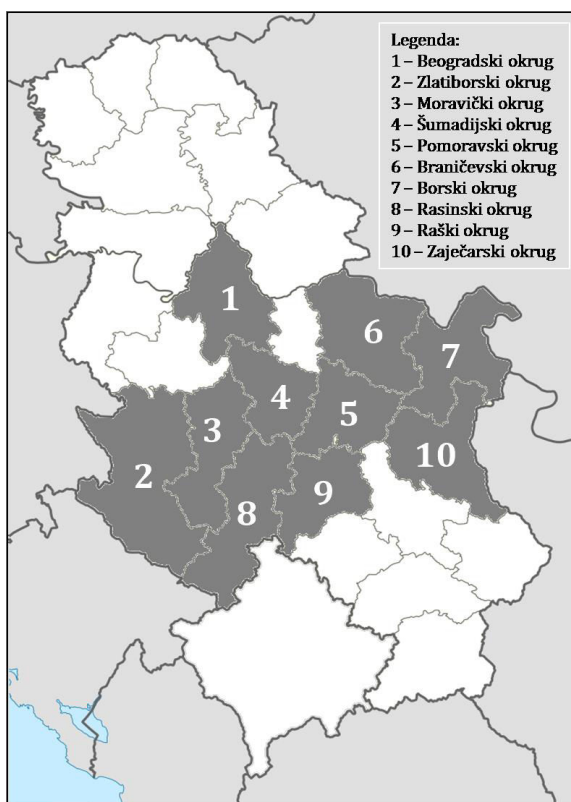 Legenda:
1 – Beogradski okrug
2 – Zlatiborski okrug
3 – Moravički okrug
4 – Šumadijski okrug
5 – Pomoravski okrug
6 – Braničevski okrug
7 – Borski okrug
8 – Rasinski okrug
9 – Raški okrug
10 – Zaječarski okrug
1
6
7
4
5
3
10
2
9
8